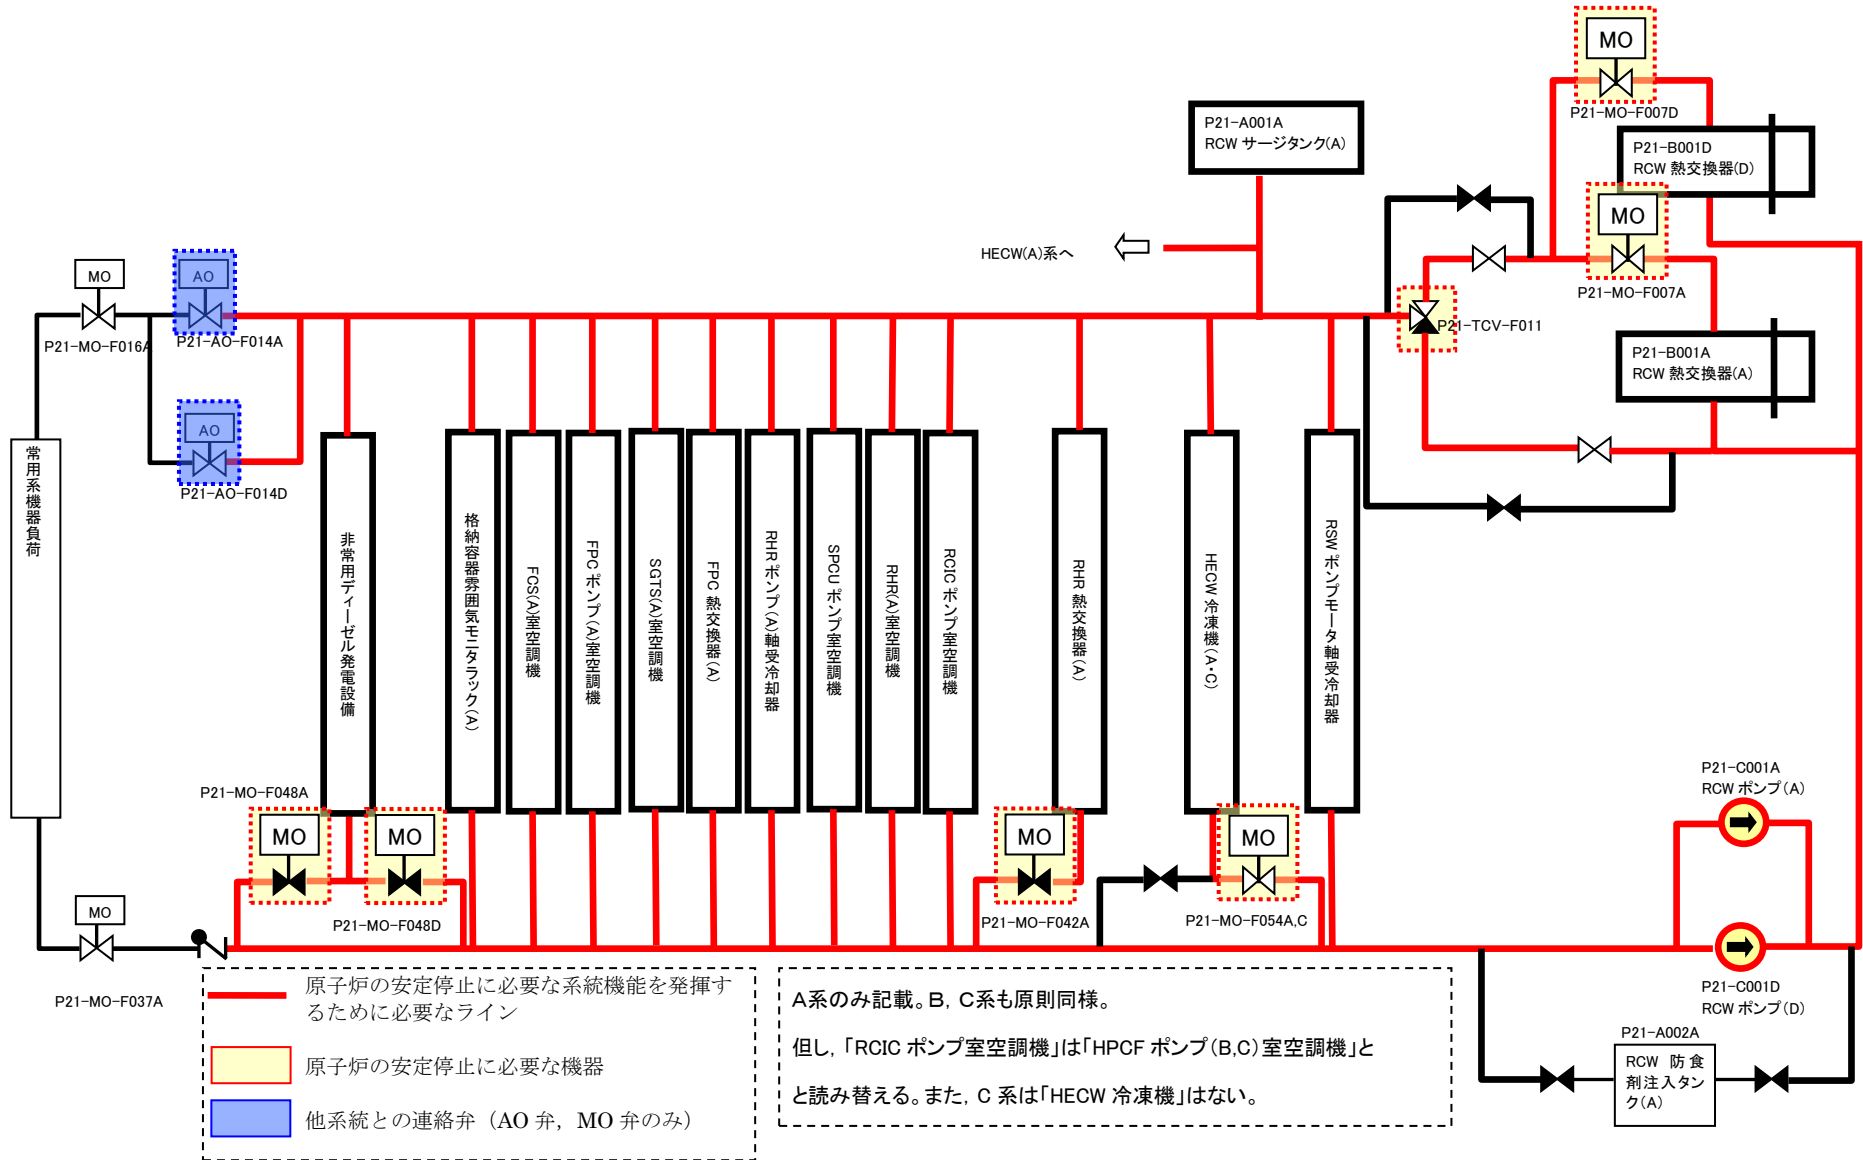 MO
P21-MO-F007D
P21-A001A
RCW サージタンク(A)
P21-B001D
RCW 熱交換器(D)
MO
HECW(A)系へ
P21-MO-F007A
MO
AO
P21-MO-F016A
P21-AO-F014A
P21-TCV-F011
P21-B001A
RCW 熱交換器(A)
AO
P21-AO-F014D
常用系機器負荷
非常用ディーゼル発電設備
格納容器雰囲気モニタラック(A)
FCS(A)室空調機
FPC ポンプ(A)室空調機
SGTS(A)室空調機
FPC 熱交換器(A)
RHR ポンプ(A)軸受冷却器
SPCU ポンプ室空調機
RHR(A)室空調機
RCIC ポンプ室空調機
RHR 熱交換器(A)
HECW 冷凍機(A・C)
RSW ポンプモータ軸受冷却器
P21-MO-F048A
MO
MO
MO
MO
P21-C001A
RCW ポンプ(A)
MO
P21-MO-F048D
P21-MO-F042A
P21-MO-F054A,C
P21-MO-F037A
P21-C001D
RCW ポンプ(D)
原子炉の安定停止に必要な系統機能を発揮す
るために必要なライン
原子炉の安定停止に必要な機器
他系統との連絡弁（AO 弁，MO 弁のみ）
A系のみ記載。B，C系も原則同様。
但し，「RCIC ポンプ室空調機」は「HPCF ポンプ(B,C)室空調機」と
と読み替える。また，C 系は「HECW 冷凍機」はない。
P21-A002A
RCW 防食
剤注入タン
ク(A)